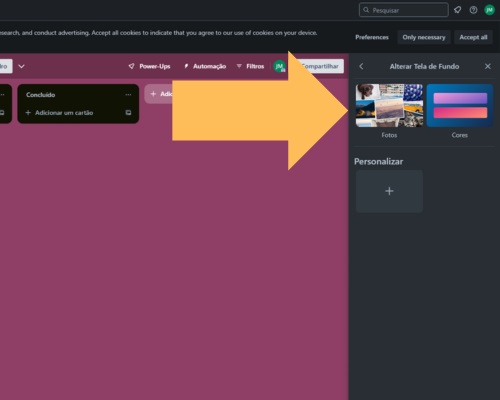 Pesquisar
JM
search, and conduct advertising. Accept all cookies to indicate that you agree to our use of cookies on your device.
Preferences
Only necessary
Accept all
dro
Power-Ups
Automação
Filtros
JM
ompartilhar
Alterar Tela de Fundo
Concluído
Adicionar um cartão
Adic
Fotos
Cores
Personalizar